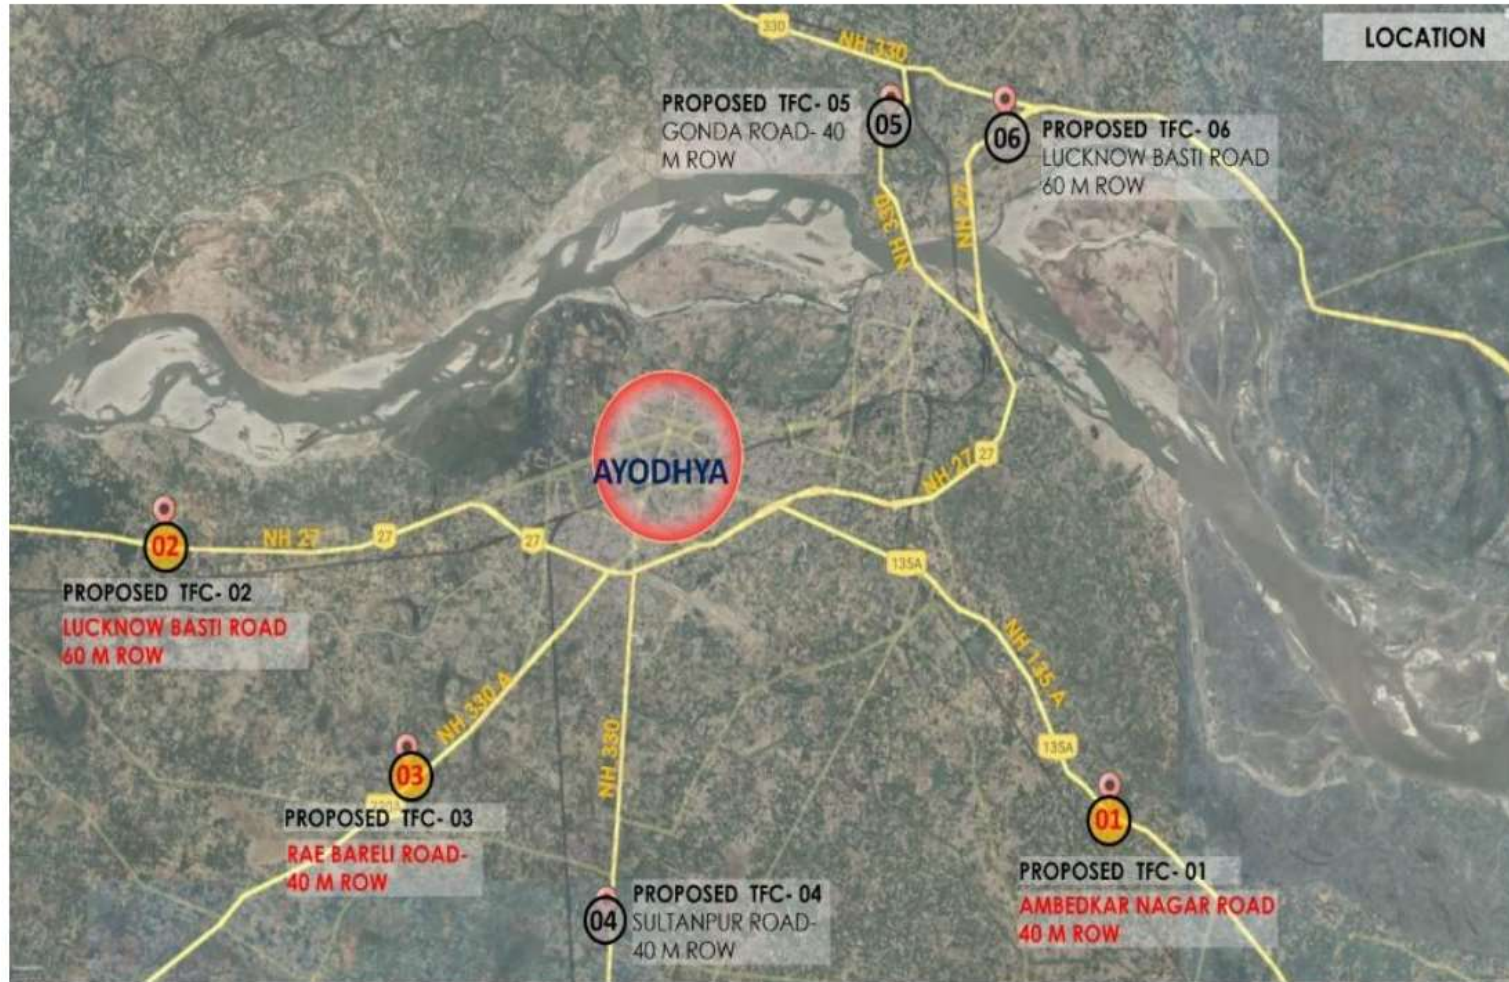 LOCATION
330
NH 330
PROPOSED TFC- 05
GONDA ROAD- 40
M ROW
05
06
PROPOSED TFC- 06
LUCKNOW BASTI ROAD
60 M ROW
NH 330
NH 27
AYODHYA
NH 27
27
02
NH 27
27
27
PROPOSED TFC- 02
LUCKNOW BASTI ROAD
60 M ROW
135A
NH 135 A
135A
NH 330 A
03
PROPOSED TFC- 03
RAE BARELI ROAD-
40 M ROW
NH 330
04
PROPOSED TFC- 04
SULTANPUR ROAD-
40 M ROW
01
PROPOSED TFC- 01
AMBEDKAR NAGAR ROAD
40 M ROW